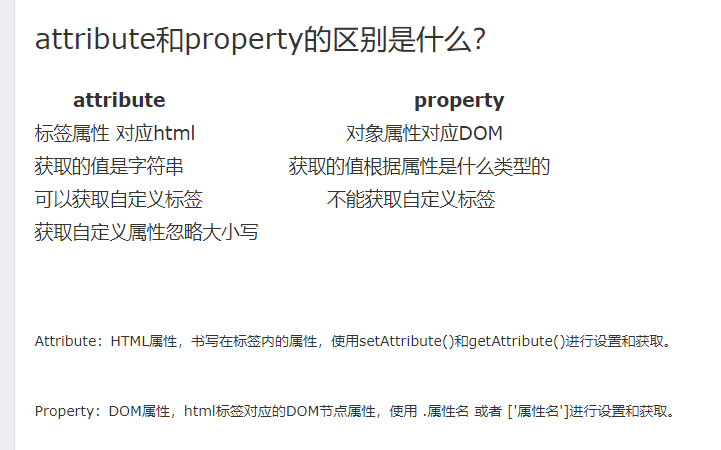 attribute和property的区别是什么?
attribute property
标签属性 对应html 对象属性对应DOM
获取的值是字符串 获取的值根据属性是什么类型的
可以获取自定义标签 不能获取自定义标签
获取自定义属性忽略大小写
Attribute：HTML属性，书写在标签内的属性，使用setAttribute()和getAttribute()进行设置和获取。
Property：DOM属性，html标签对应的DOM节点属性，使用 .属性名 或者 ['属性名']进行设置和获取。